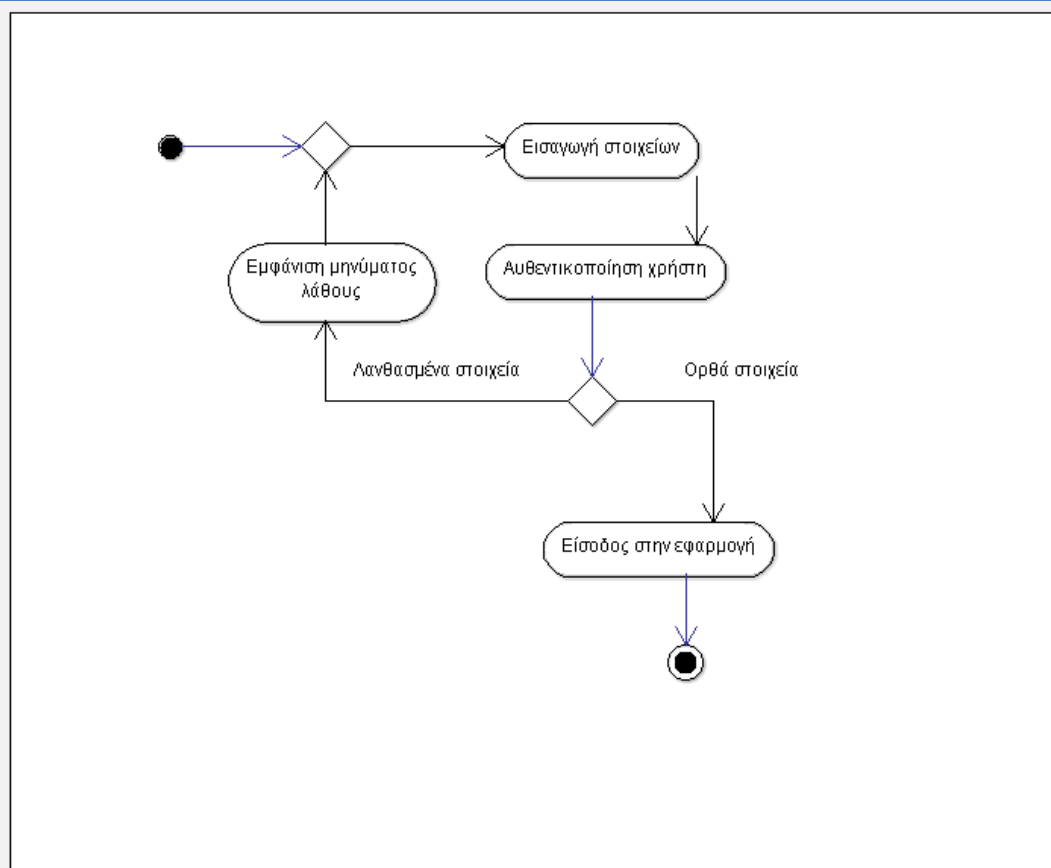 Εισαγωγή στοιχείων
Εμφάνιση μηνύματος
λάθους
Αυθεντικοποίηση χρήστη
Λανθασμένα στοιχεία
Ορθά στοιχεία
Είσοδος στην εφαρμογή